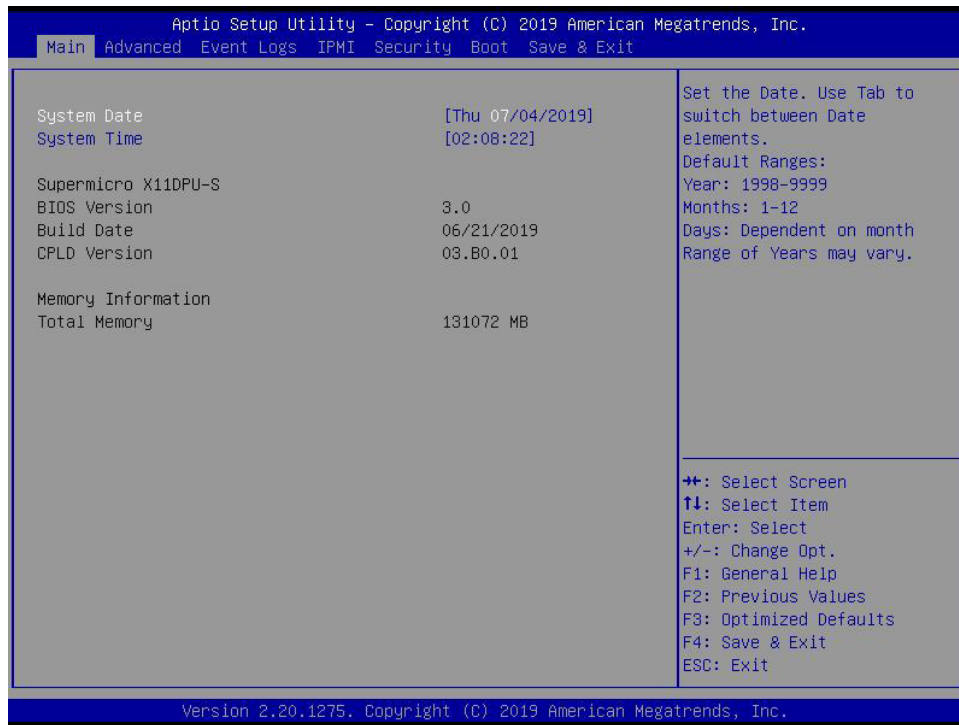 Aptio Setup Utility – Copyright (C) 2019 American Megatrends, Inc.
Main Advanced Event Logs IPMI Security Boot Save & Exit
System Date [Thu 07/04/2019]
System Time [02:08:22]
Supermicro X11DPU-S
BIOS Version 3.0
Build Date 06/21/2019
CPLD Version 03.B0.01
Memory Information
Total Memory 131072 MB
Set the Date. Use Tab to
switch between Date
elements.
Default Ranges:
Year: 1998-9999
Months: 1-12
Days: Dependent on month
Range of Years may vary.
→←: Select Screen
↑↓: Select Item
Enter: Select
+/-: Change Opt.
F1: General Help
F2: Previous Values
F3: Optimized Defaults
F4: Save & Exit
ESC: Exit
Version 2.20.1275. Copyright (C) 2019 American Megatrends, Inc.